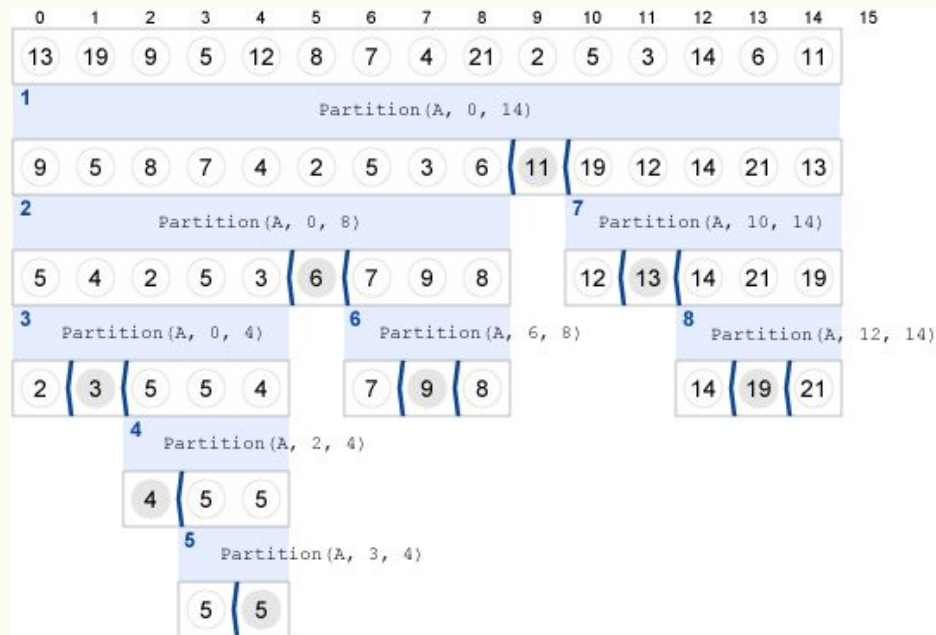 0 1 2 3 4 5 6 7 8 9 10 11 12 13 14 15
13 19 9 5 12 8 7 4 21 2 5 3 14 6 11
1 Partition(A, 0, 14)
9 5 8 7 4 2 5 3 6 11 19 12 14 21 13
2 Partition(A, 0, 8) 7 Partition(A, 10, 14)
5 4 2 5 3 6 7 9 8 12 13 14 21 19
3 Partition(A, 0, 4) 6 Partition(A, 6, 8) 8 Partition(A, 12, 14)
2 3 5 5 4 7 9 8 14 19 21
4 Partition(A, 2, 4)
4 5 5
5 Partition(A, 3, 4)
5 5